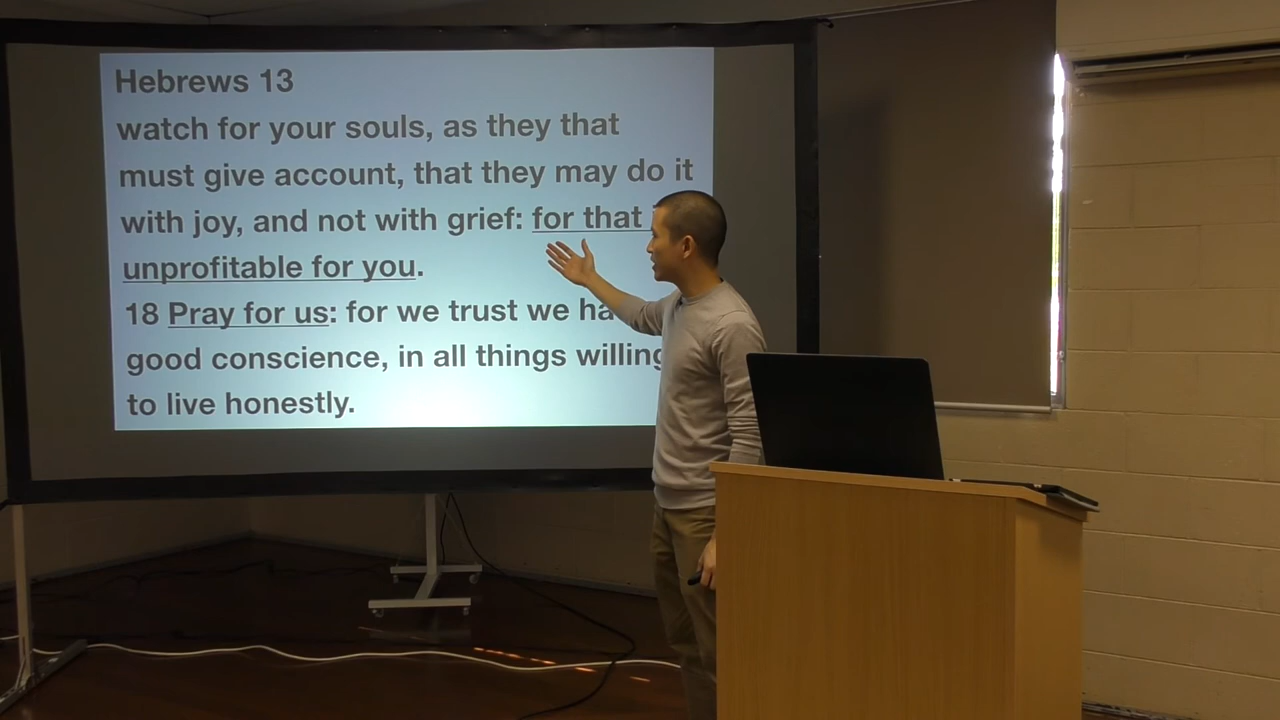 Hebrews 13
watch for your souls, as they that
must give account, that they may do it
with joy, and not with grief: for that
unprofitable for you.
18 Pray for us: for we trust we ha
good conscience, in all things willing
to live honestly.